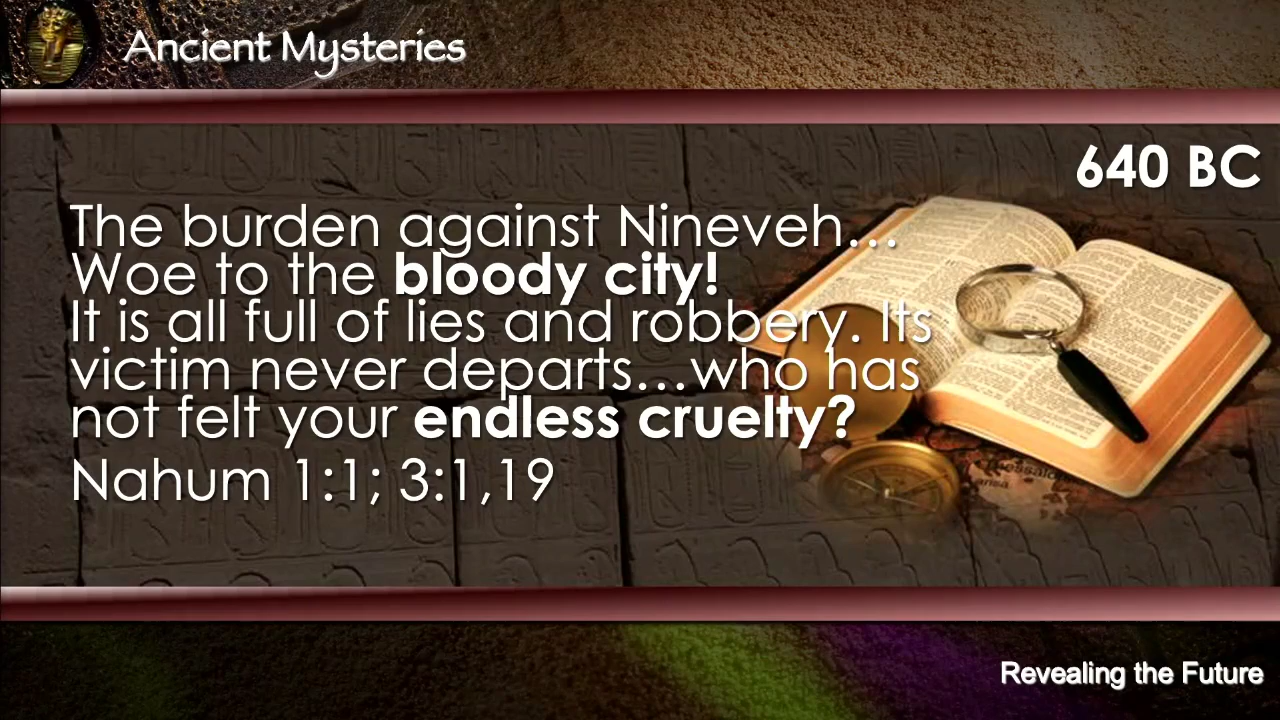 Ancient Mysteries
640 BC
The burden against Nineveh...
Woe to the bloody city!
It is all full of lies and robbery. Its
victim never departs...who has
not felt your endless cruelty?
Nahum 1:1; 3:1,19
Revealing the Future